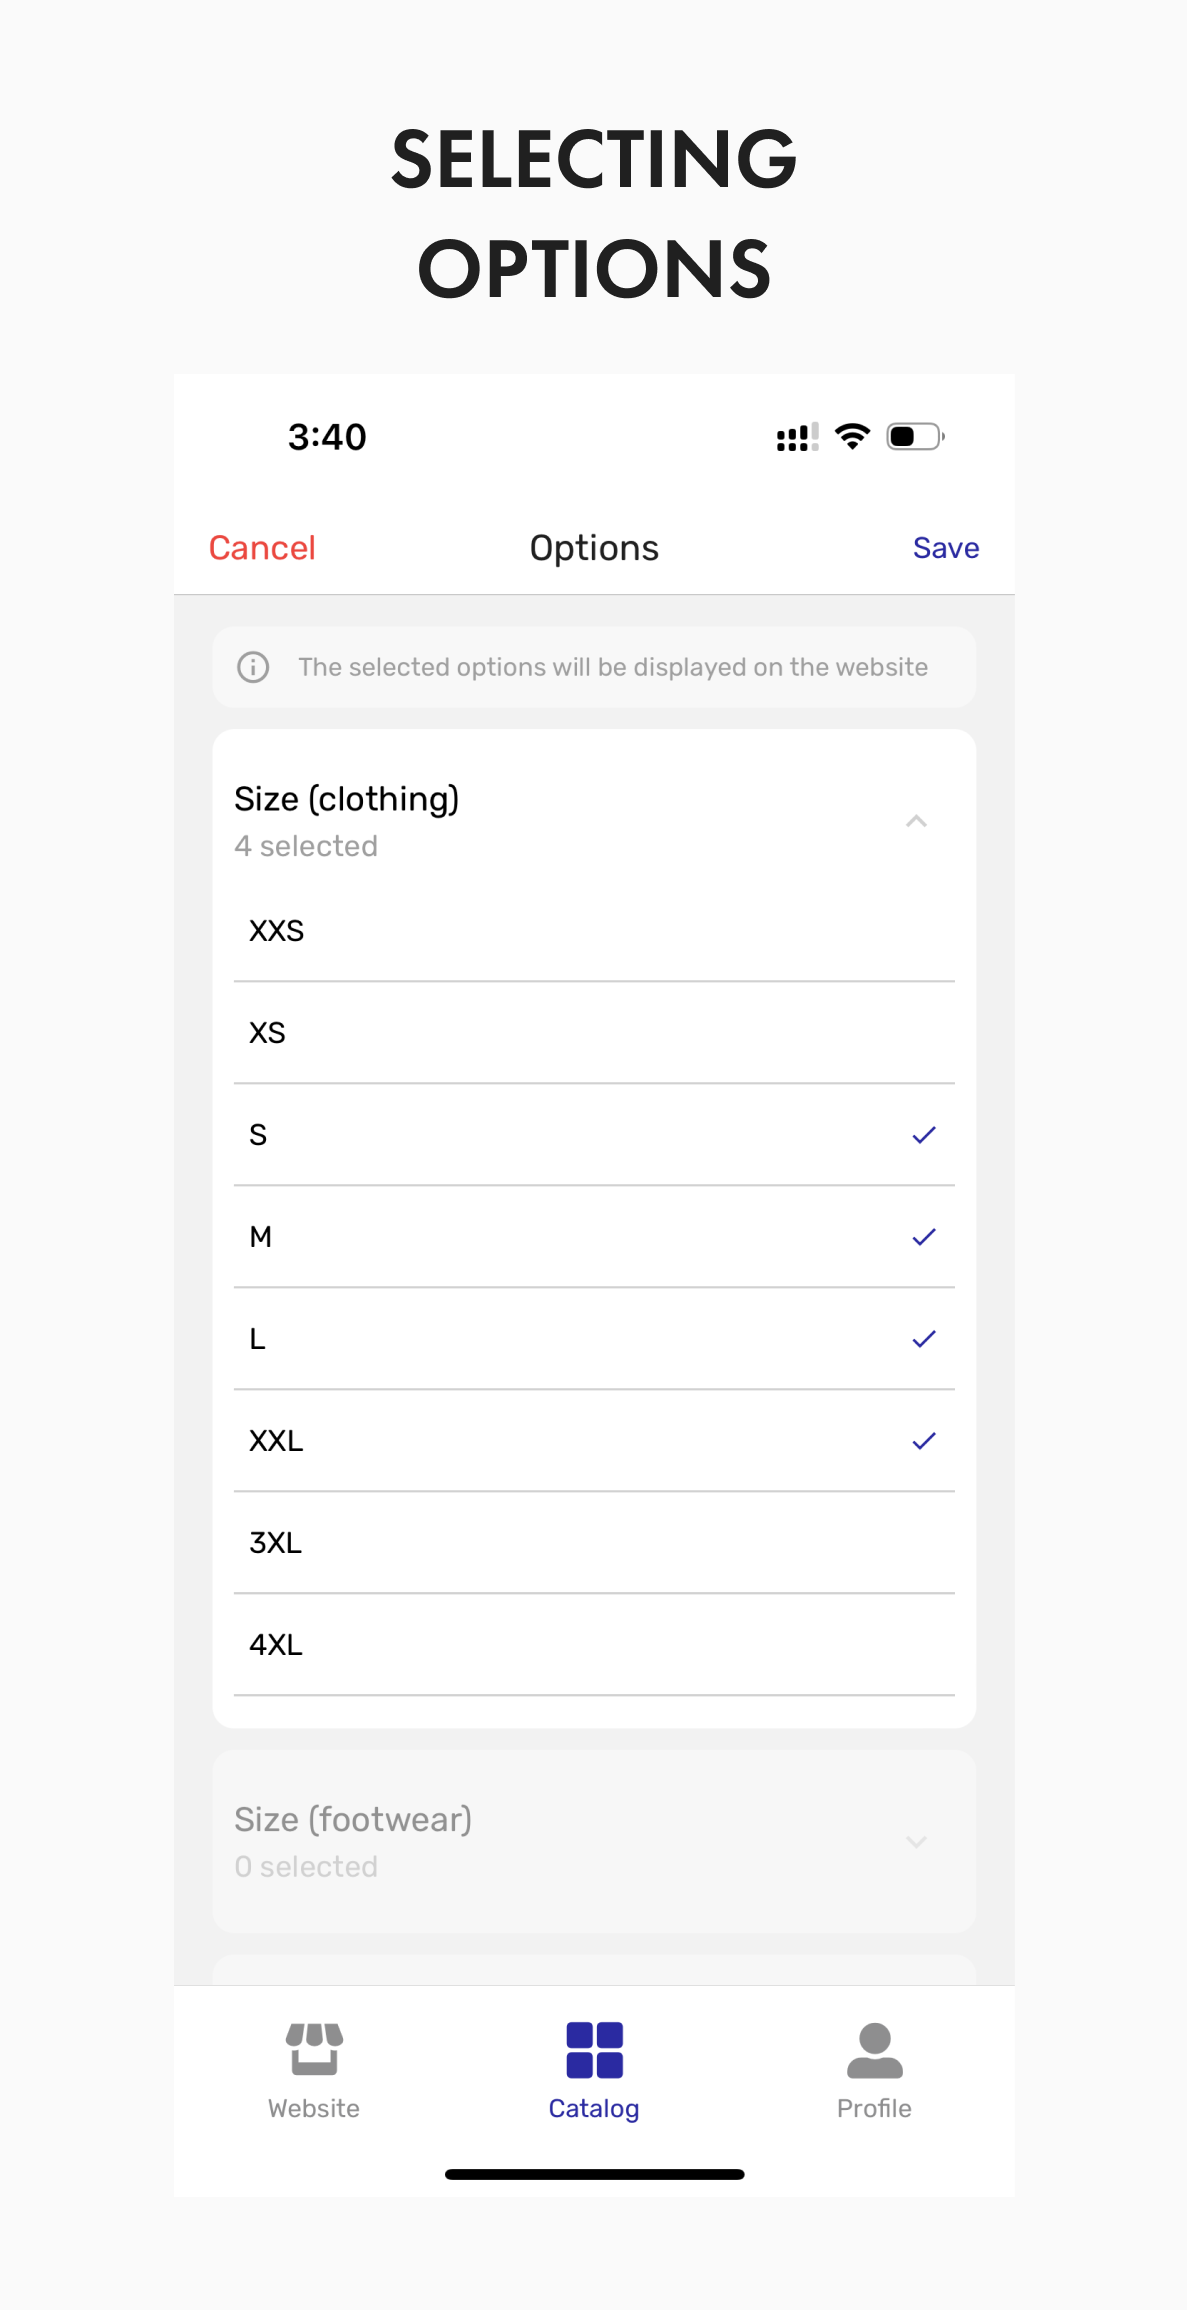 SELECTING
OPTIONS
3:40
Cancel Options Save
The selected options will be displayed on the website
Size (clothing)
4 selected
XXS
XS
S
M
L
XXL
3XL
4XL
Size (footwear)
0 selected
Website Catalog Profile